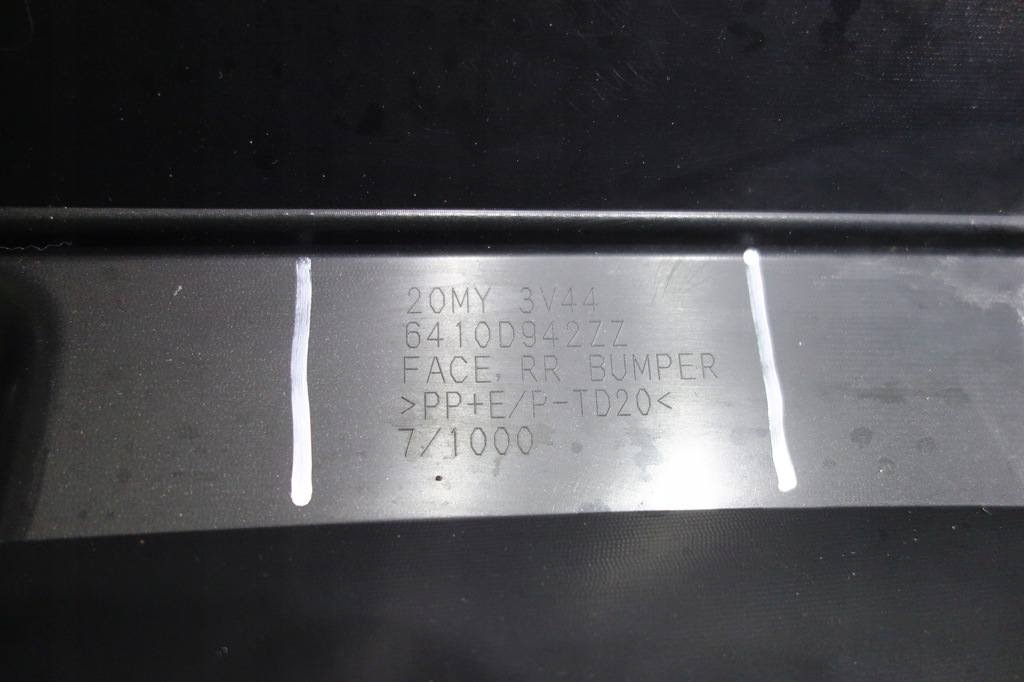 20MY 3V44
6410D942ZZ
FACE, RR BUMPER
>PP+E/P-TD20<
7/1000